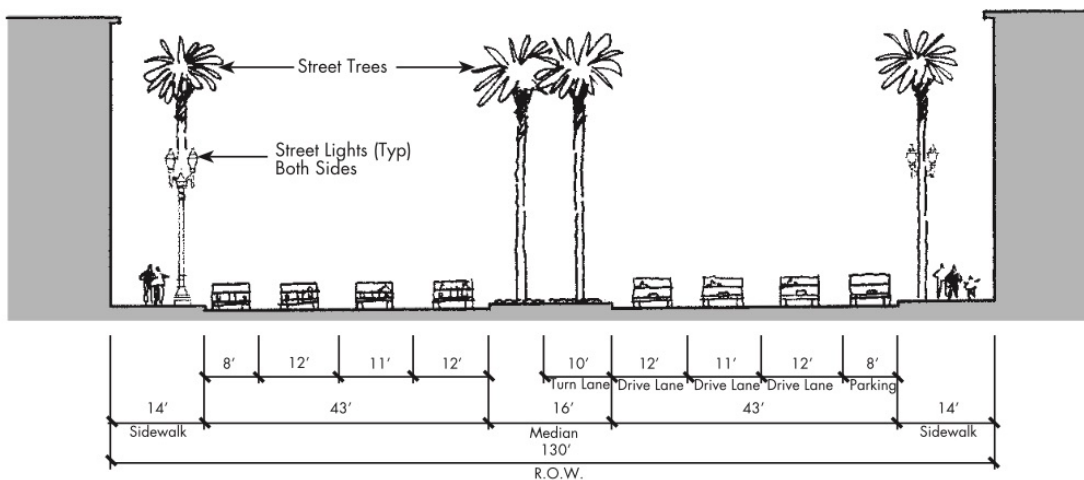 Street Trees
Street Lights (Typ)
Both Sides
8’ 12’ 11’ 12’ 10’ 12’ 11’ 12’ 8’
Turn Lane Drive Lane Drive Lane Drive Lane Parking
14’ 43’ 16’ 43’ 14’
Sidewalk Median Sidewalk
130’
R.O.W.